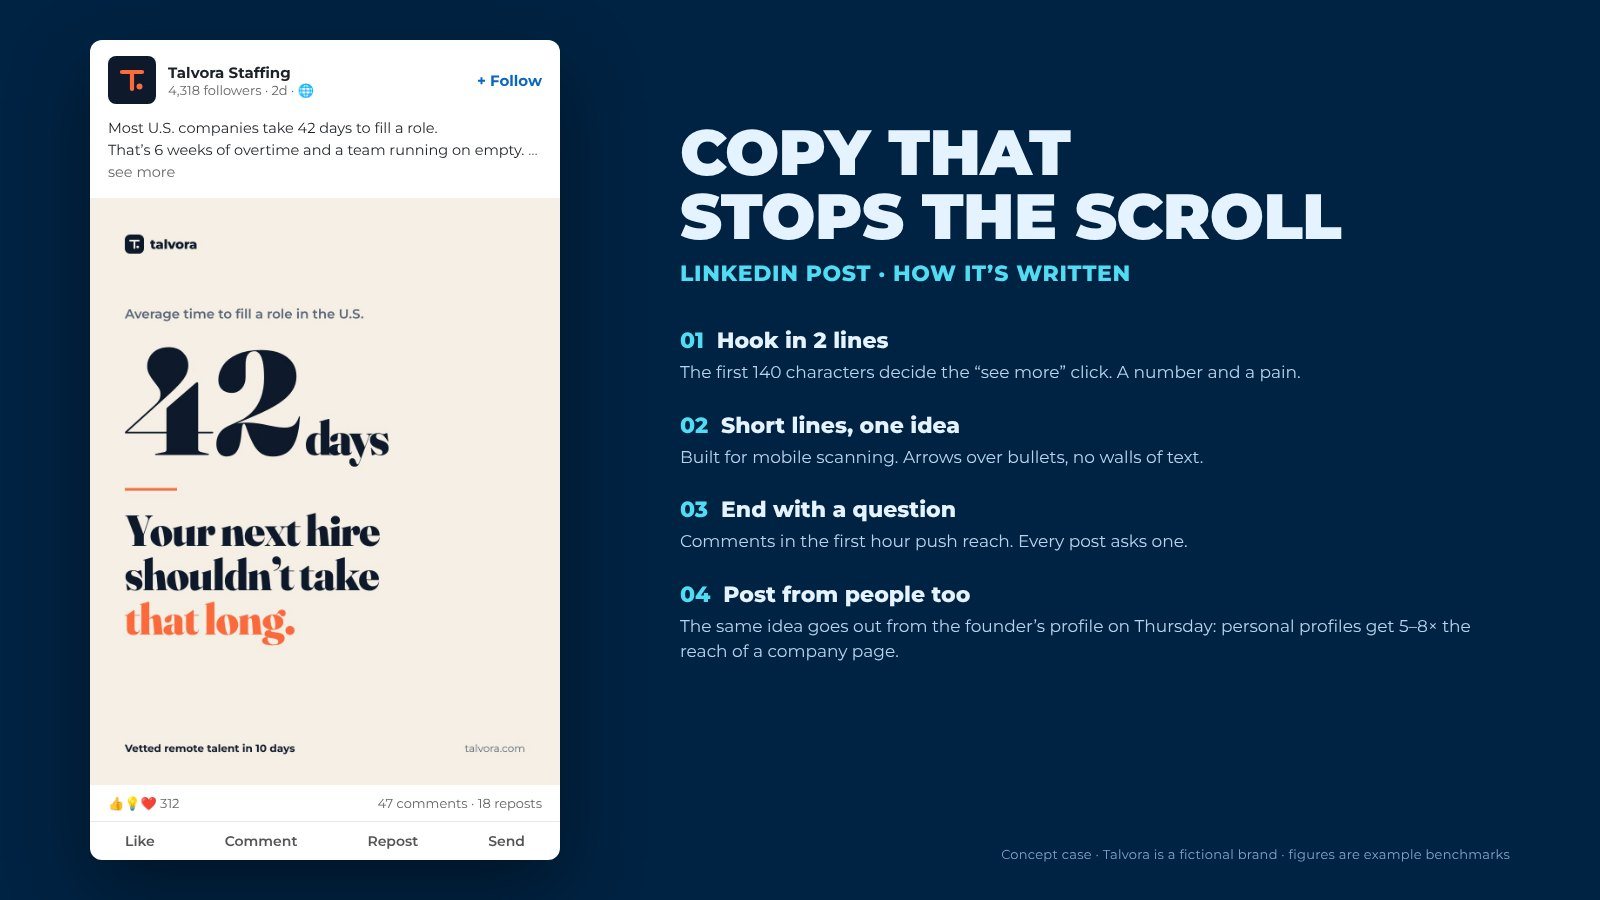 Talvora Staffing
4,318 followers · 2d · 🌐
+ Follow
Most U.S. companies take 42 days to fill a role.
That’s 6 weeks of overtime and a team running on empty. ...
see more
T. talvora
Average time to fill a role in the U.S.
42 days
Your next hire
shouldn’t take
that long.
Vetted remote talent in 10 days
talvora.com
👍💡❤️ 312
47 comments · 18 reposts
Like Comment Repost Send
COPY THAT
STOPS THE SCROLL
LINKEDIN POST · HOW IT’S WRITTEN
01 Hook in 2 lines
The first 140 characters decide the “see more” click. A number and a pain.
02 Short lines, one idea
Built for mobile scanning. Arrows over bullets, no walls of text.
03 End with a question
Comments in the first hour push reach. Every post asks one.
04 Post from people too
The same idea goes out from the founder’s profile on Thursday: personal profiles get 5–8× the
reach of a company page.
Concept case · Talvora is a fictional brand · figures are example benchmarks